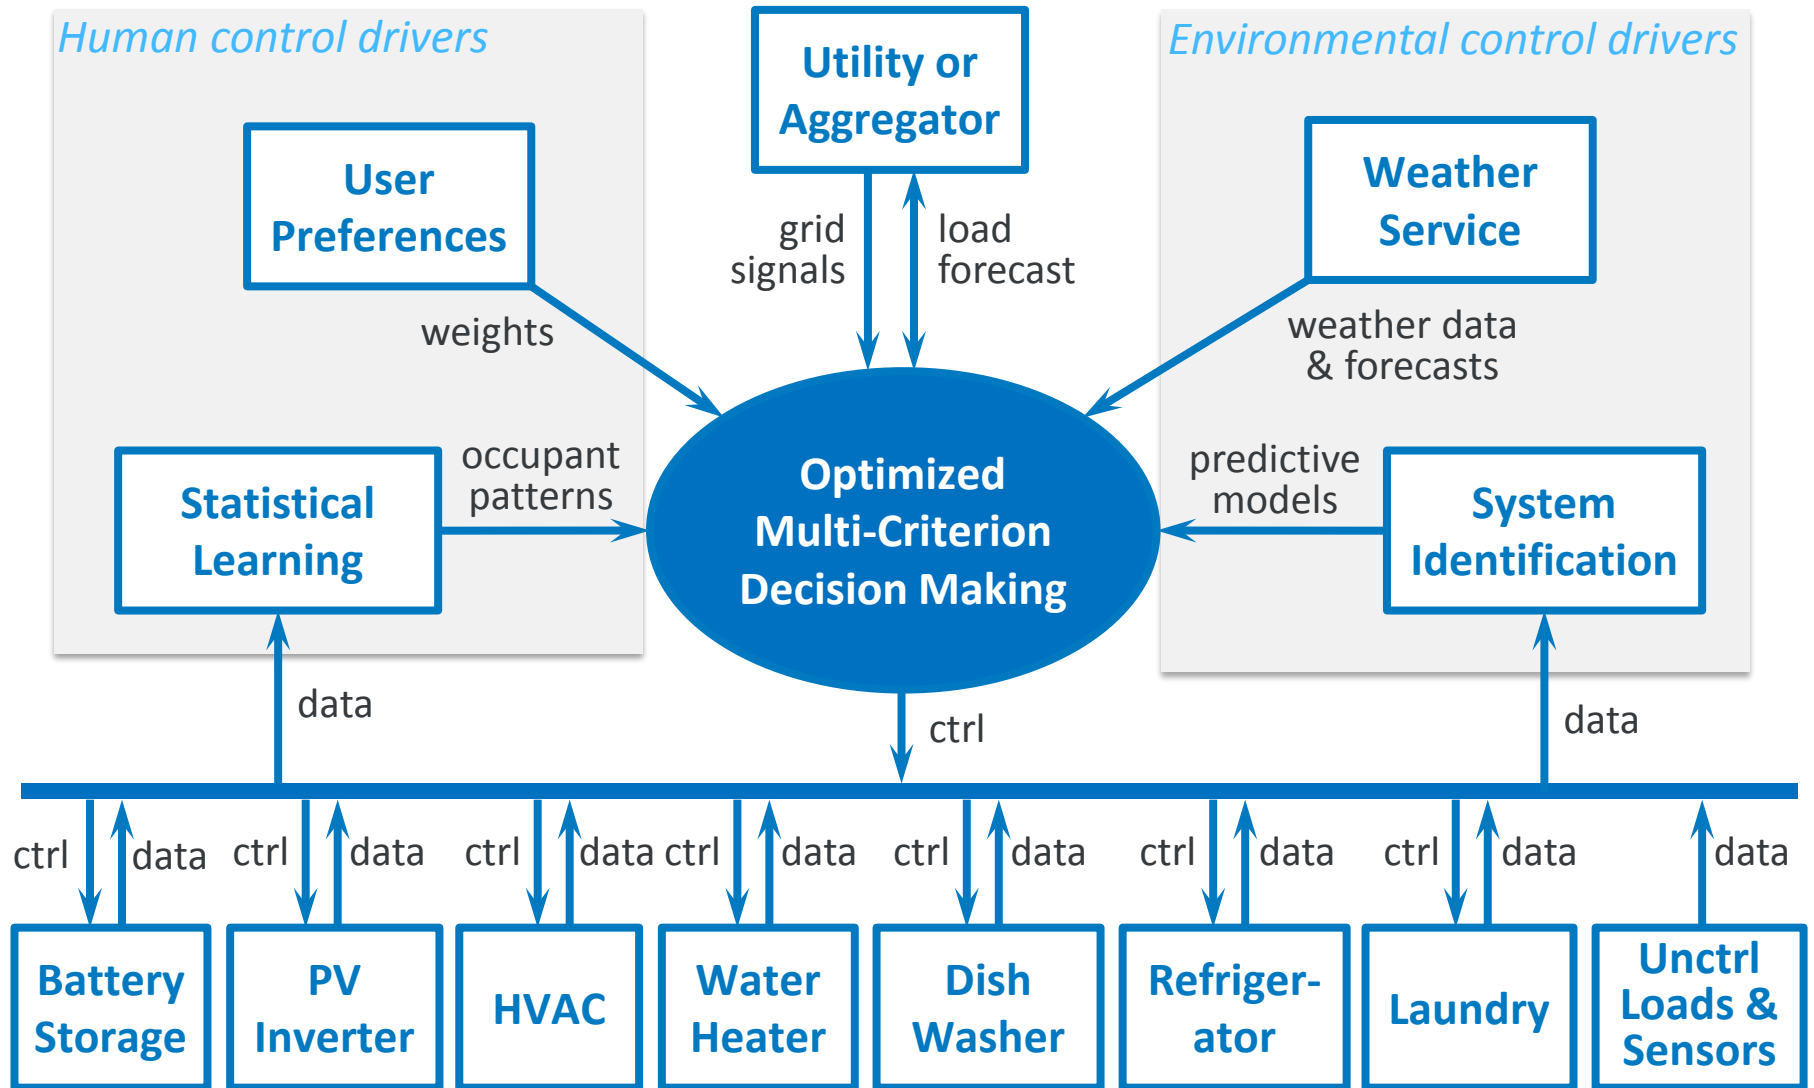 Human control drivers
Environmental control drivers
Utility or
Aggregator
User
Preferences
Weather
Service
grid
signals
load
forecast
weights
weather data
& forecasts
occupant
patterns
predictive
models
Statistical
Learning
Optimized
Multi-Criterion
Decision Making
System
Identification
data
ctrl
data
ctrl
data
ctrl
data
ctrl
data
ctrl
data
ctrl
data
ctrl
data
ctrl
data
data
Battery
Storage
PV
Inverter
HVAC
Water
Heater
Dish
Washer
Refriger-
ator
Laundry
Unctrl
Loads &
Sensors